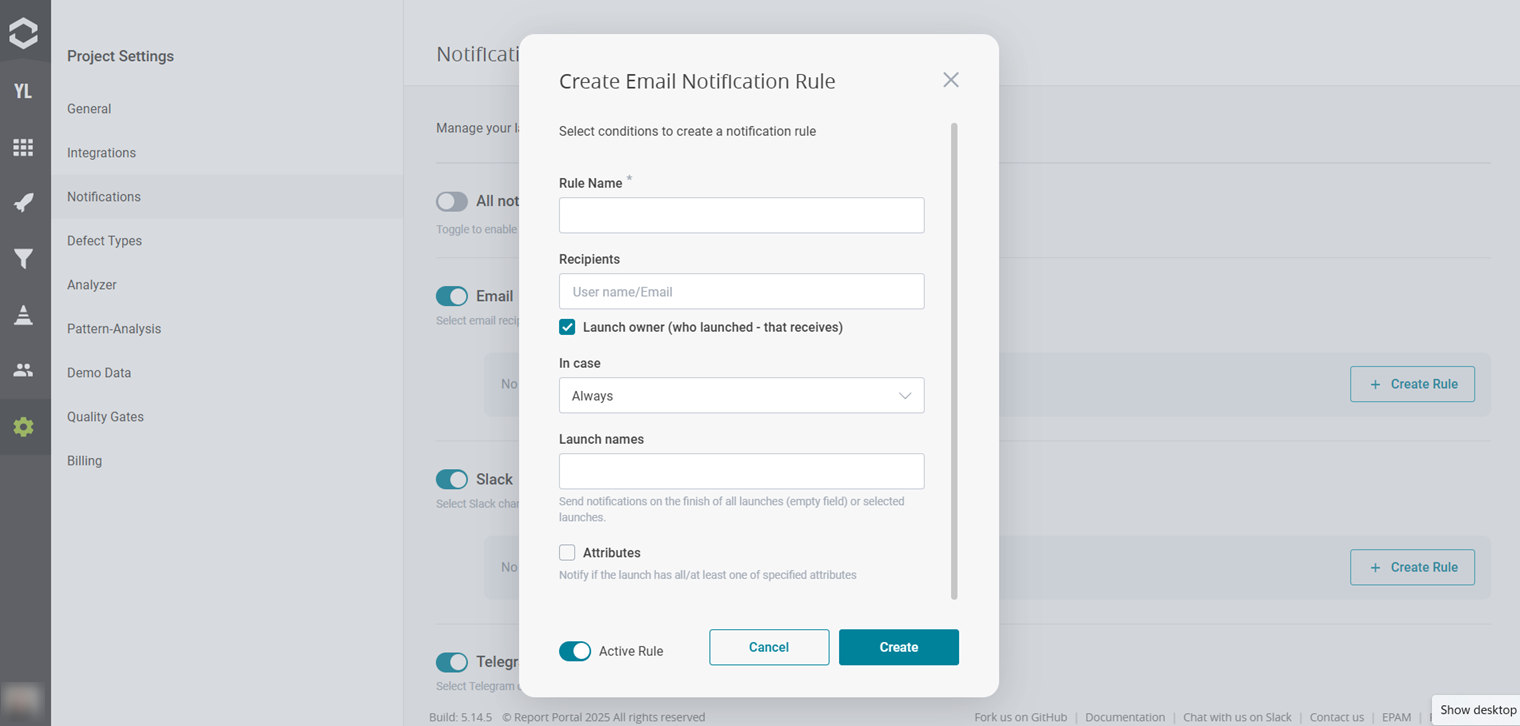 YL
Project Settings
General
Integrations
Notifications
Defect Types
Analyzer
Pattern-Analysis
Demo Data
Quality Gates
Billing
Manage your
All
Toggle to enable
Email
Select email
No
Create Rule
Slack
Select Slack
No
Create Rule
Select Telegram
Build: 5.14.5 © Report Portal 2025 All rights reserved
Fork us on GitHub | Documentation | Chat with us on Slack | Contact us | EPAM |
Show desktop
Create Email Notification Rule
Select conditions to create a notification rule
Rule Name *
Recipients
User name/Email
Launch owner (who launched - that receives)
In case
Always
Launch names
Send notifications on the finish of all launches (empty field) or selected
launches.
Attributes
Notify if the launch has all/at least one of specified attributes
Active Rule
Cancel
Create